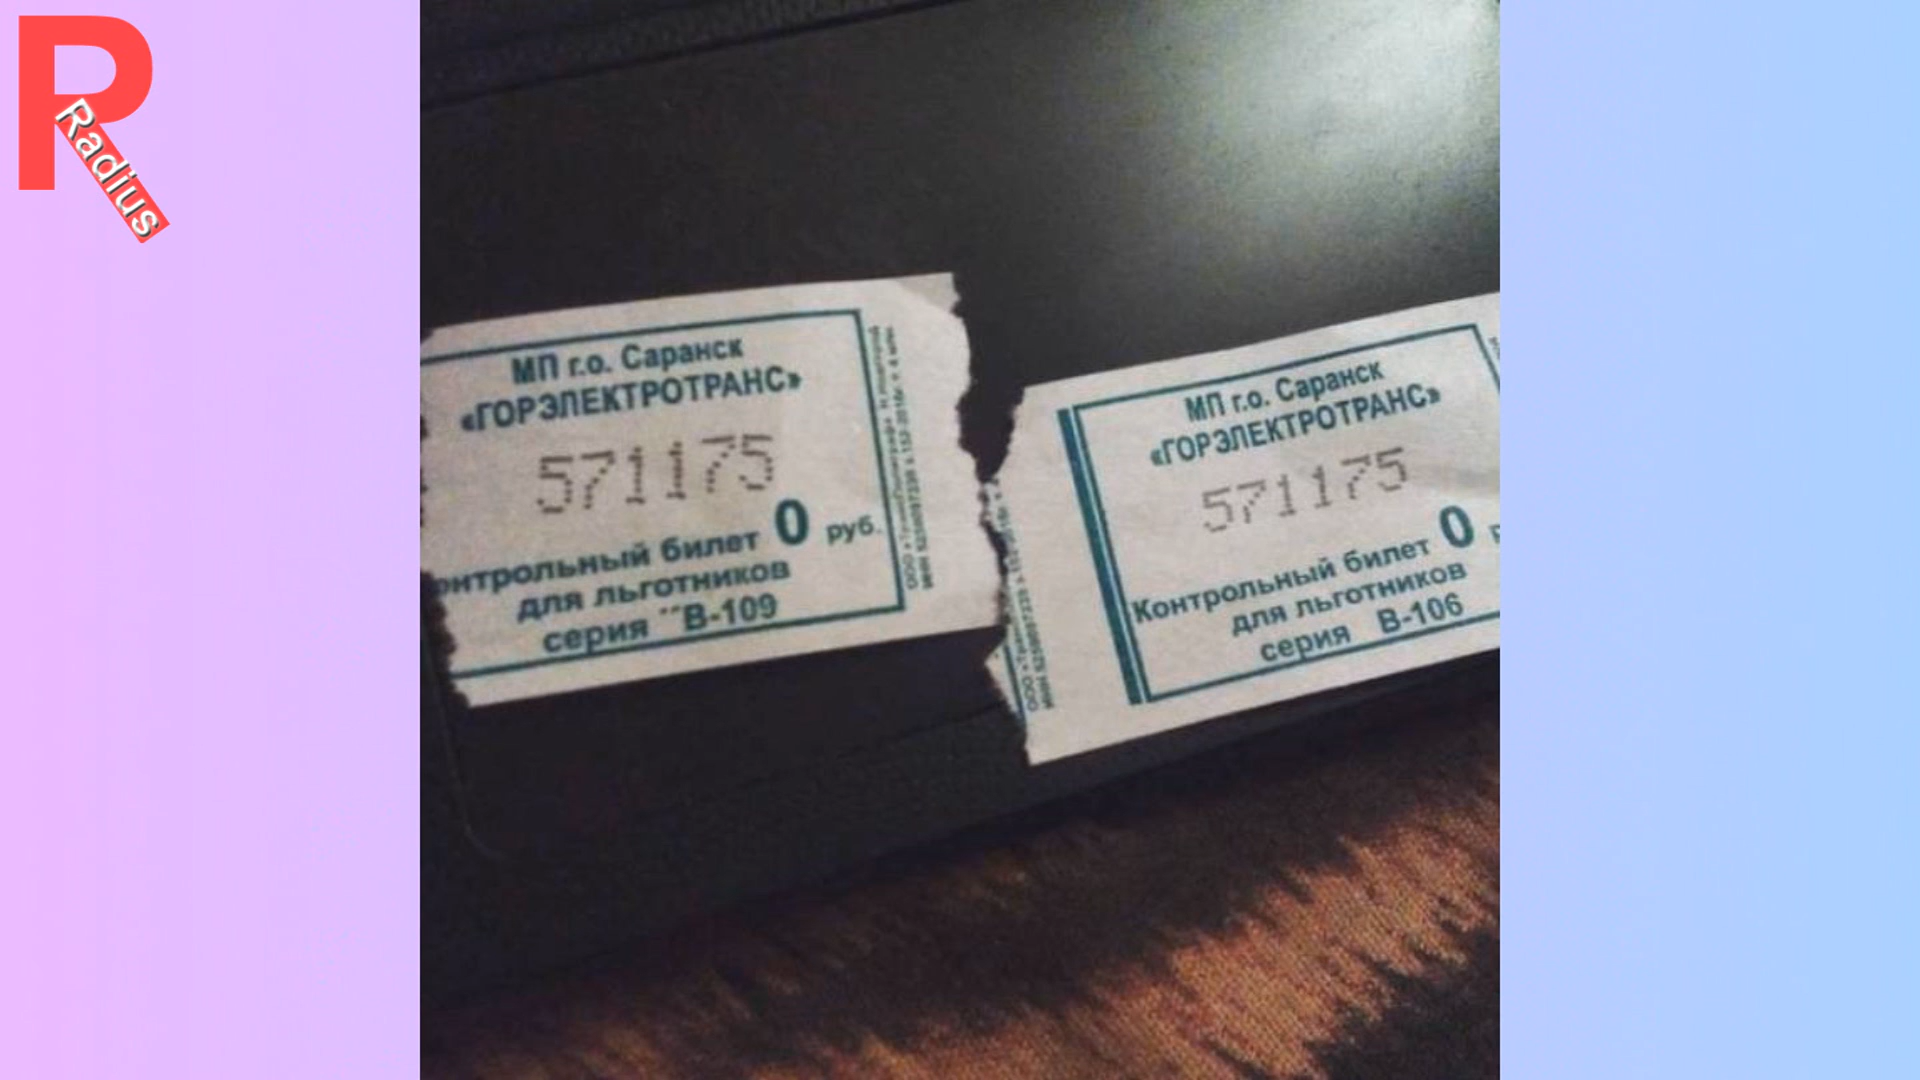 R
Radius
МП г.о. Саранск
«ГОРЭЛЕКТРОТРАНС»
571175
онтрольный билет 0 руб.
для льготников
серия В-109
МП г.о. Саранск
«ГОРЭЛЕКТРОТРАНС»
571175
Контрольный билет 0
для льготников
серия В-106